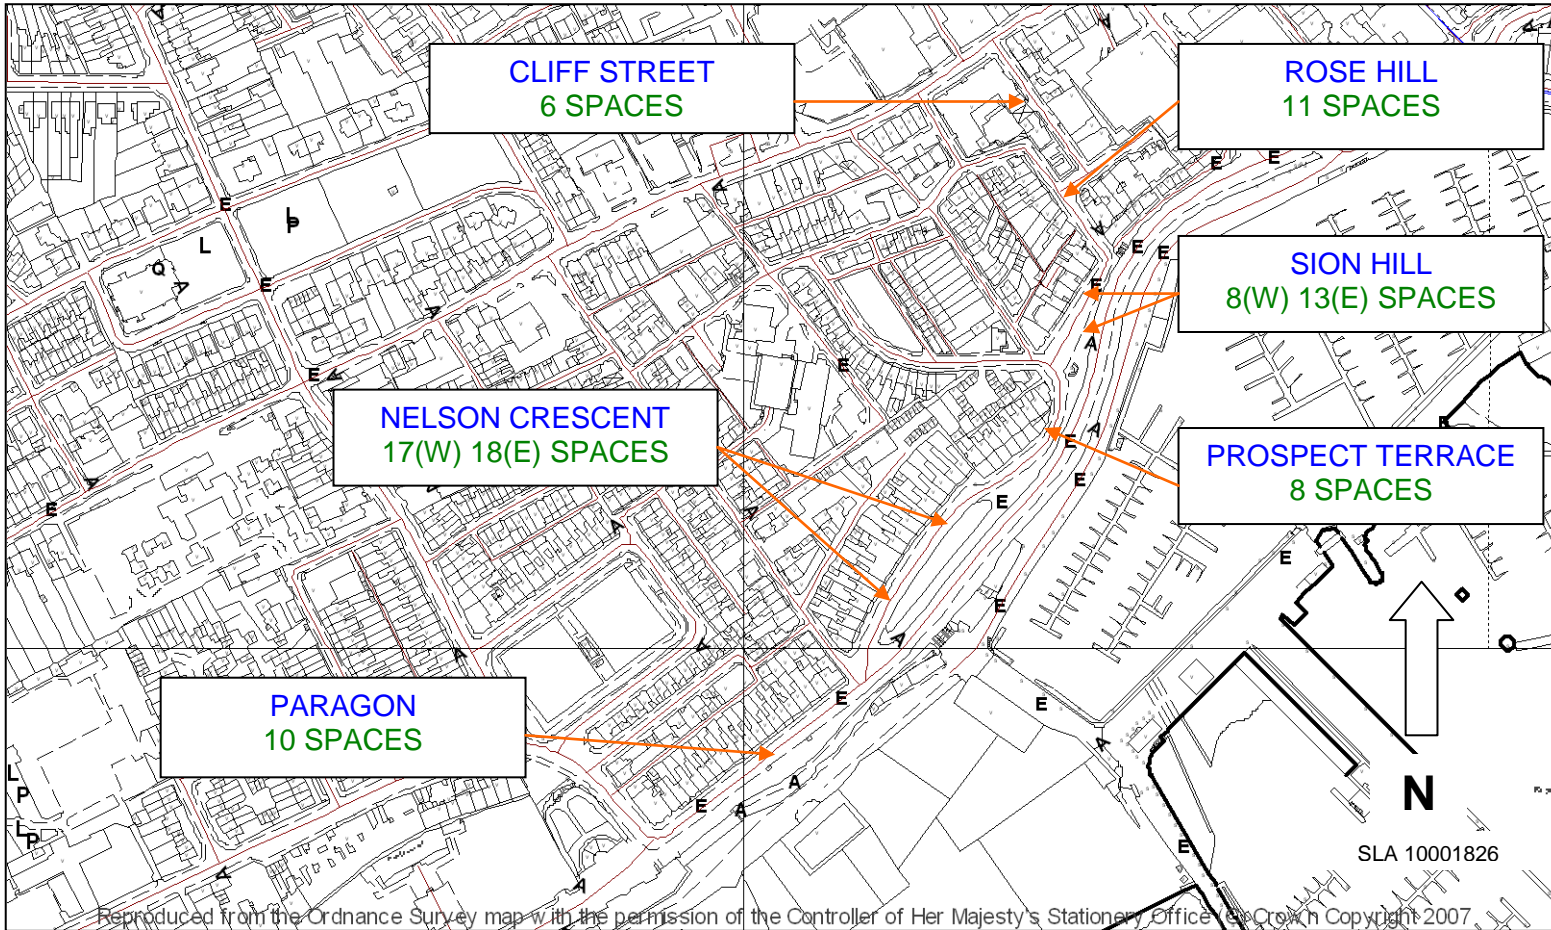 CLIFF STREET
6 SPACES
ROSE HILL
11 SPACES
SION HILL
8(W) 13(E) SPACES
NELSON CRESCENT
17(W) 18(E) SPACES
PROSPECT TERRACE
8 SPACES
PARAGON
10 SPACES
N
SLA 10001826
Reproduced from the Ordnance Survey map with the permission of the Controller of Her Majesty's Stationery Office (c) Crown Copyright 2007